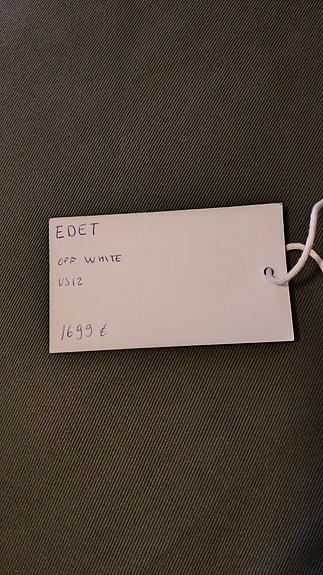 EDET
OFF WHITE
US12
1699 €